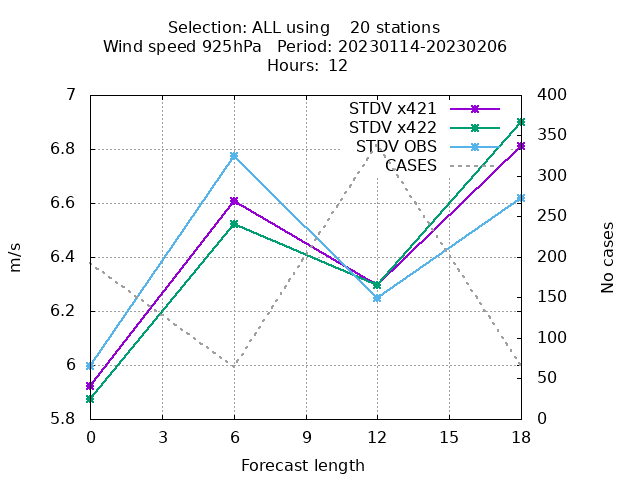 Selection: ALL using    20 stations
Wind speed 925hPa   Period: 20230114-20230206
Hours:  12
7
6.8
6.6
6.4
6.2
6
5.8
m/s
STDV x421
STDV x422
STDV OBS
CASES
400
350
300
250
200
150
100
50
0
No cases
0 3 6 9 12 15 18
Forecast length